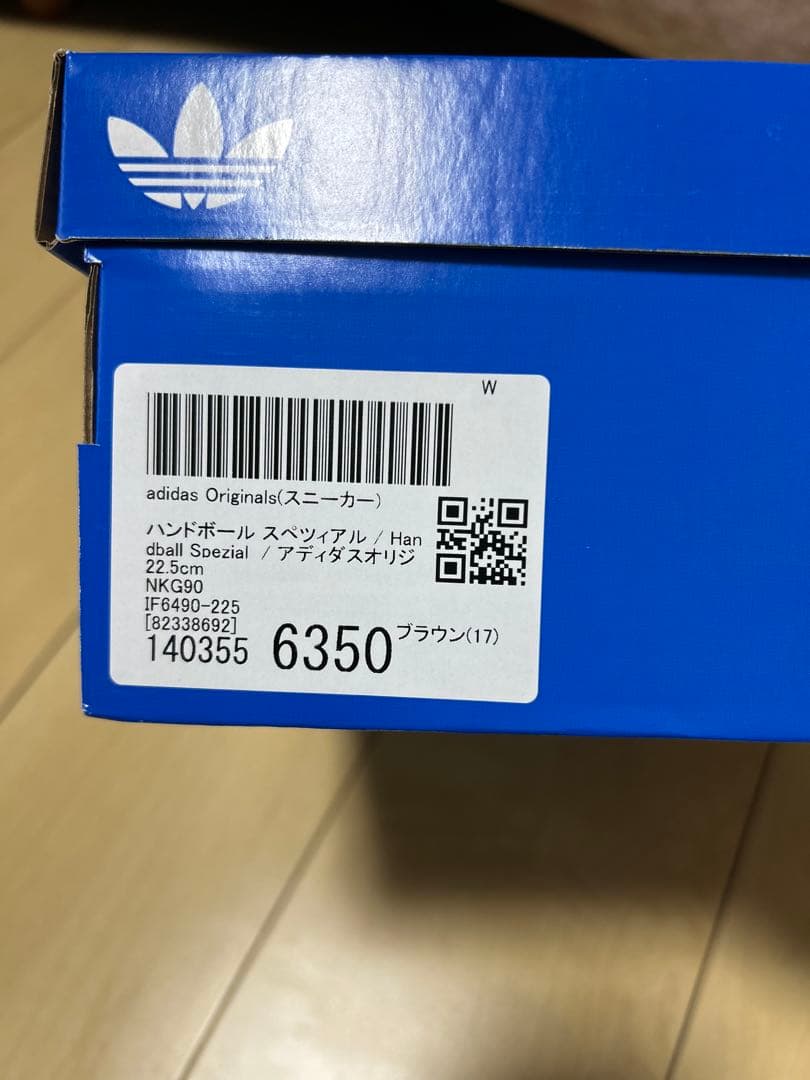 W
adidas Originals(スニーカー)
ハンドボール スペツィアル / Han
dball Spezial / アディダスオリジ
22.5cm
NKG90
IF6490-225
[82338692]
140355 6350 ブラウン(17)